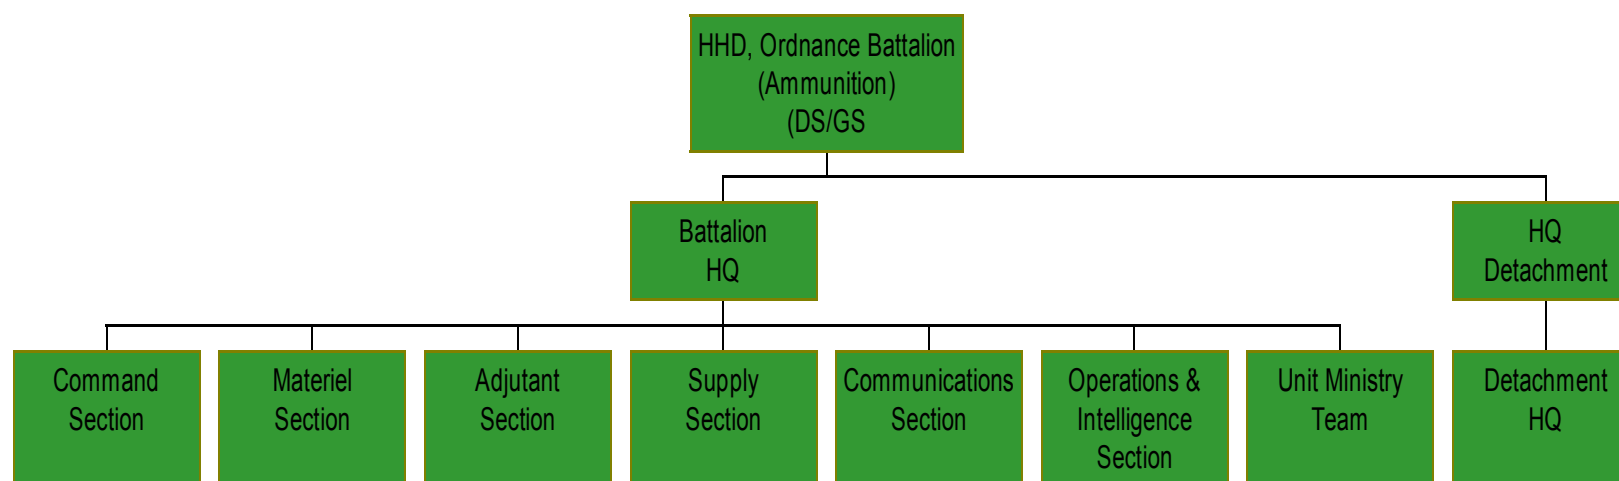 HHD, Ordnance Battalion
(Ammunition)
(DS/GS
Battalion
HQ
HQ
Detachment
Command
Section
Materiel
Section
Adjutant
Section
Supply
Section
Communications
Section
Operations &
Intelligence
Section
Unit Ministry
Team
Detachment
HQ